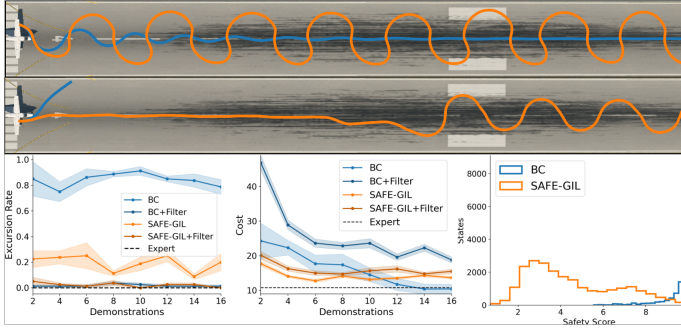 1.0
0.8
0.6
0.4
0.2
0.0
Excursion Rate
BC
BC+Filter
SAFE-GIL
SAFE-GIL+Filter
Expert
2 4 6 8 10 12 14 16
Demonstrations
40
30
20
10
Cost
BC
BC+Filter
SAFE-GIL
SAFE-GIL+Filter
Expert
2 4 6 8 10 12 14 16
Demonstrations
8000
6000
4000
2000
0
States
BC
SAFE-GIL
2 4 6 8
Safety Score